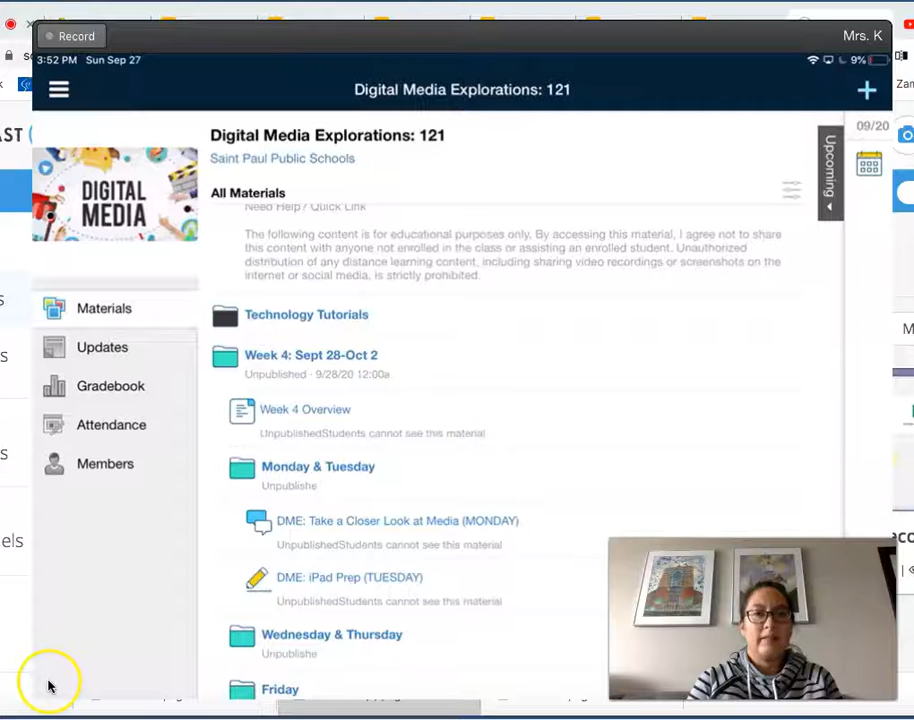 Record
Mrs. K
3:52 PM Sun Sep 27
9%
Digital Media Explorations: 121
+
AST
DIGITAL
MEDIA
Digital Media Explorations: 121
Saint Paul Public Schools
All Materials
Upcoming
09/20
Need Help? Quick Link
The following content is for educational purposes only. By accessing this material, I agree not to share
this content with anyone not enrolled in the class or assisting an enrolled student. Unauthorized
distribution of any distance learning content, including sharing video recordings or screenshots on the
internet or social media, is strictly prohibited.
Materials
Updates
Gradebook
Attendance
Members
Technology Tutorials
Week 4: Sept 28-Oct 2
Unpublished · 9/28/20 12:00a
Week 4 Overview
UnpublishedStudents cannot see this material
Monday & Tuesday
Unpublishe
DME: Take a Closer Look at Media (MONDAY)
UnpublishedStudents cannot see this material
DME: iPad Prep (TUESDAY)
UnpublishedStudents cannot see this material
Wednesday & Thursday
Unpublishe
Friday
els
Zam